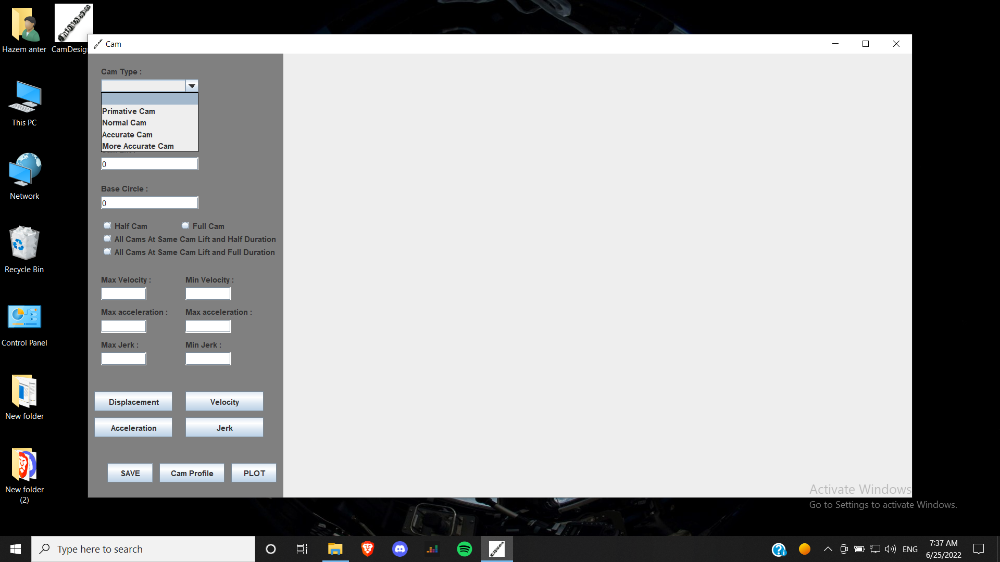 Hazem anter
CamDesig
This PC
Network
Recycle Bin
Control Panel
New folder
New folder
(2)
Cam
Cam Type :
Primative Cam
Normal Cam
Accurate Cam
More Accurate Cam
0
Base Circle :
0
Half Cam Full Cam
All Cams At Same Cam Lift and Half Duration
All Cams At Same Cam Lift and Full Duration
Max Velocity : Min Velocity :
Max acceleration : Max acceleration :
Max Jerk : Min Jerk :
Displacement Velocity
Acceleration Jerk
SAVE Cam Profile PLOT
Activate Windows
Go to Settings to activate Windows.
Type here to search
ENG
7:37 AM
6/25/2022